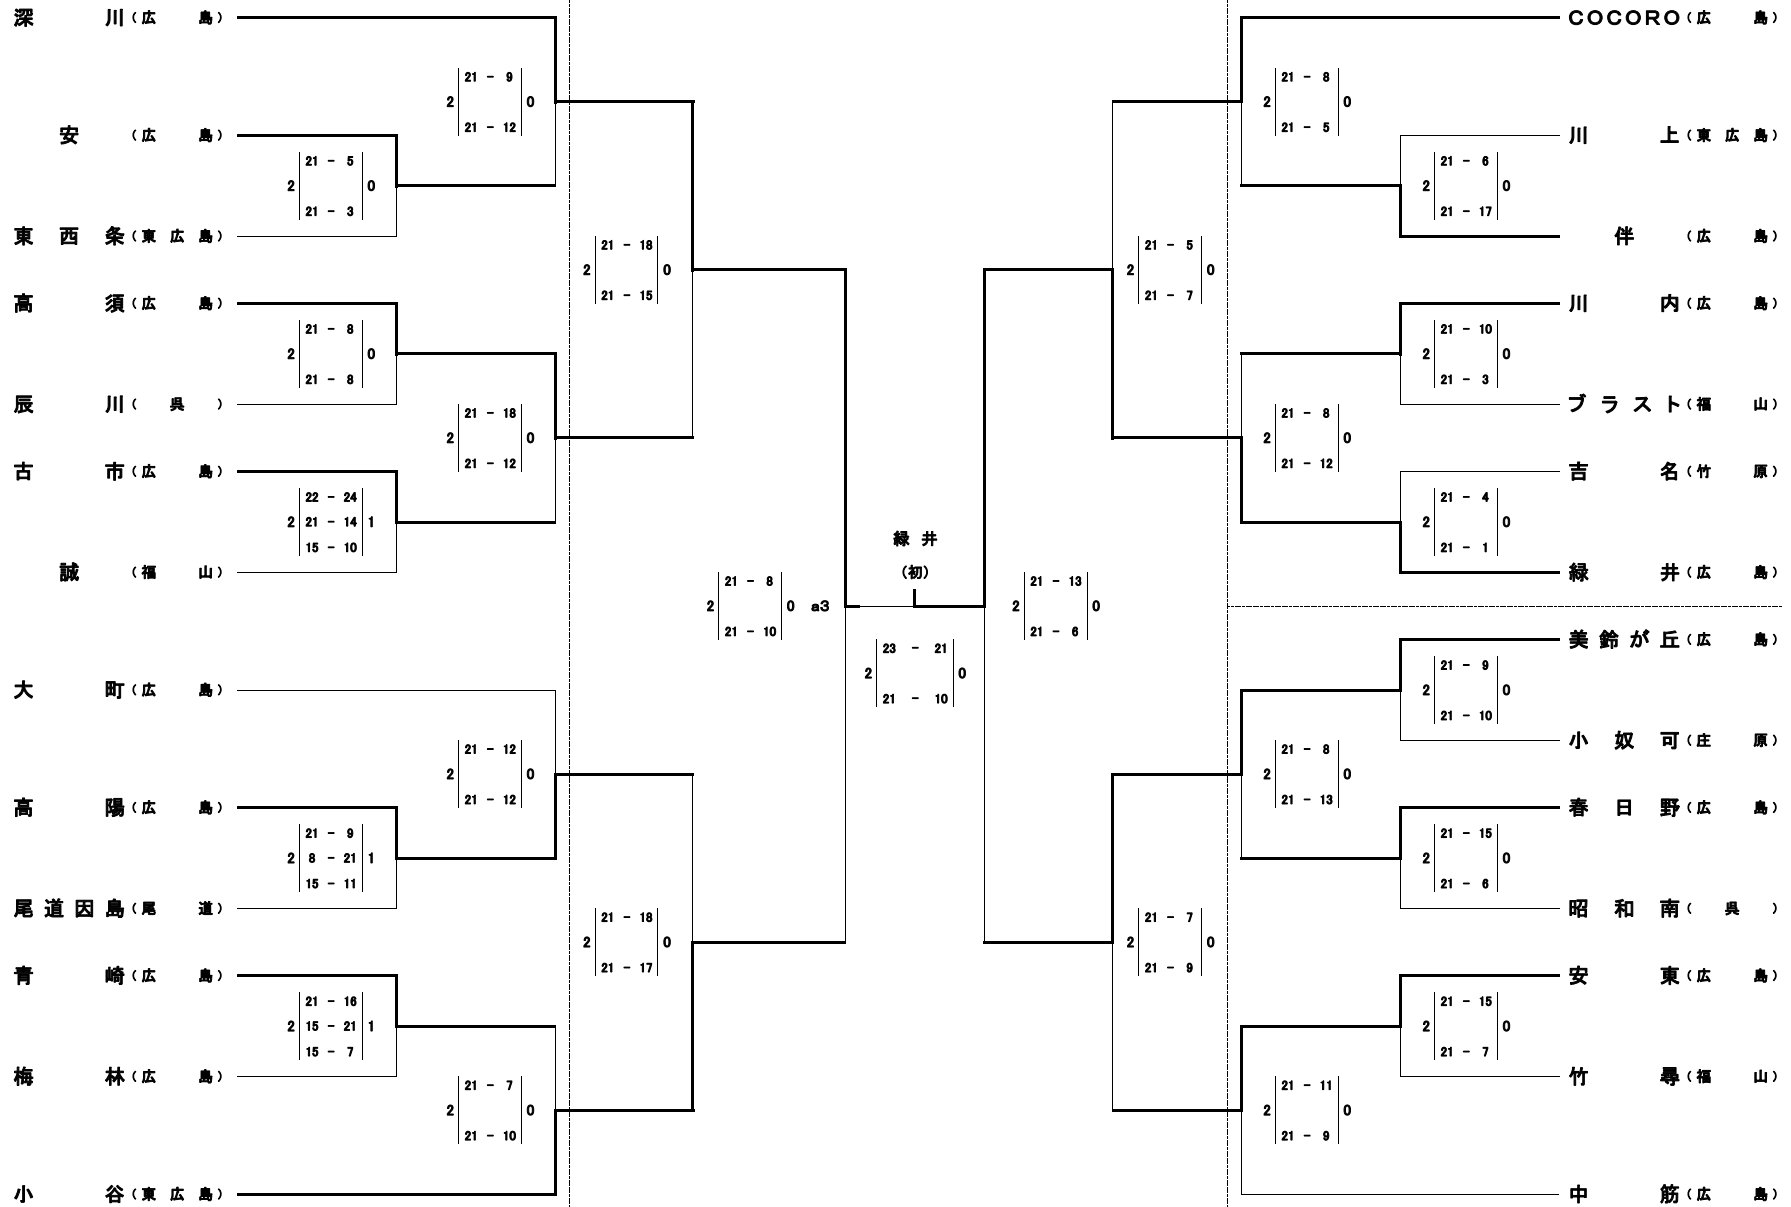 深川（広島）
21 - 9
2 0
21 - 12
安（広島）
21 - 5
2 0
21 - 3
東西条（東広島）
21 - 18
2 0
21 - 15
高須（広島）
21 - 8
2 0
21 - 8
辰川（呉）
21 - 18
2 0
21 - 12
古市（広島）
22 - 24
2 21 - 14 1
15 - 10
誠（福山）
21 - 8
2 0 a3
21 - 10
大町（広島）
21 - 12
2 0
21 - 12
高陽（広島）
21 - 9
2 8 - 21 1
15 - 11
尾道因島（尾道）
21 - 18
2 0
21 - 17
青崎（広島）
21 - 16
2 15 - 21 1
15 - 7
梅林（広島）
21 - 7
2 0
21 - 10
小谷（東広島）
緑井
（初）
23 - 21
2 0
21 - 10
COCORO（広島）
21 - 8
2 0
21 - 5
川上（東広島）
21 - 6
2 0
21 - 17
伴（広島）
21 - 5
2 0
21 - 7
川内（広島）
21 - 10
2 0
21 - 3
ブラスト（福山）
21 - 8
2 0
21 - 12
吉名（竹原）
21 - 4
2 0
21 - 1
緑井（広島）
21 - 13
2 0
21 - 6
美鈴が丘（広島）
21 - 9
2 0
21 - 10
小奴可（庄原）
21 - 8
2 0
21 - 13
春日野（広島）
21 - 15
2 0
21 - 6
昭和南（呉）
21 - 7
2 0
21 - 9
安東（広島）
21 - 15
2 0
21 - 7
竹尋（福山）
21 - 11
2 0
21 - 9
中筋（広島）